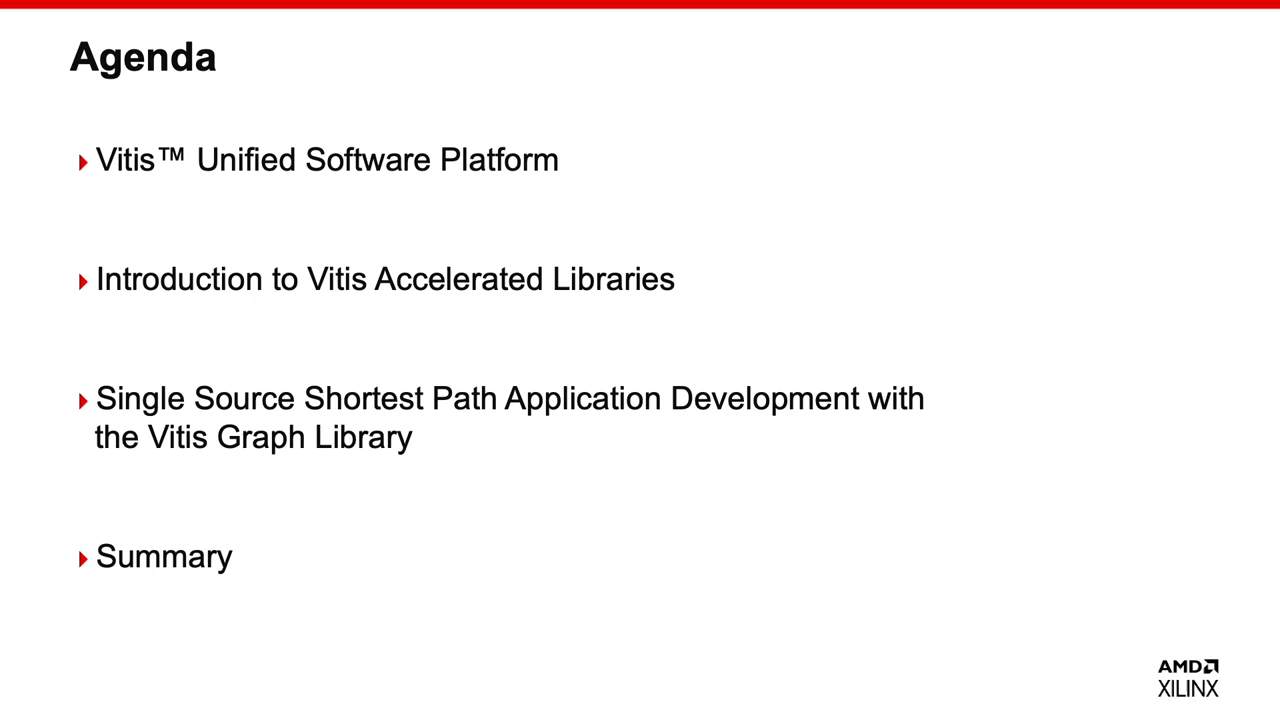 Agenda
Vitis™ Unified Software Platform
Introduction to Vitis Accelerated Libraries
Single Source Shortest Path Application Development with
the Vitis Graph Library
Summary
AMD
XILINX